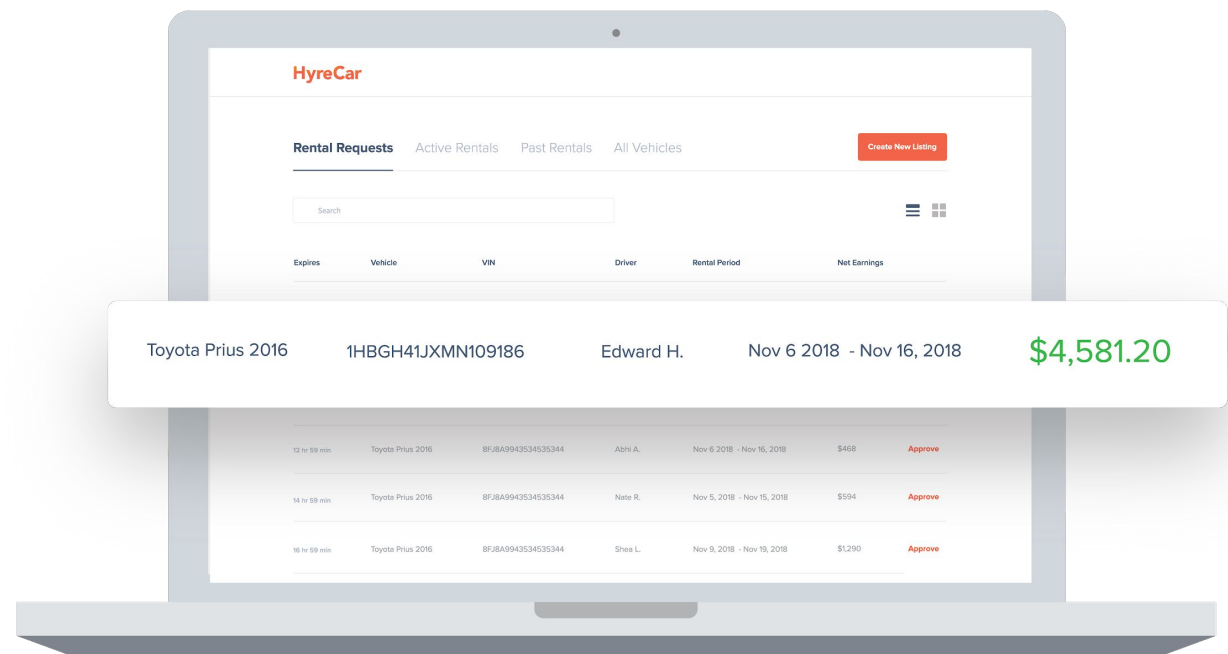 HyreCar
Rental Requests Active Rentals Past Rentals All Vehicles Create New Listing
Search
Expires Vehicle VIN Driver Rental Period Net Earnings
Toyota Prius 2016 1HBGH41JXMN109186 Edward H. Nov 6 2018 - Nov 16, 2018 $4,581.20
12 hr 59 min Toyota Prius 2016 8FJ8A9943534535344 Abhi A. Nov 6 2018 - Nov 16, 2018 $468 Approve
14 hr 59 min Toyota Prius 2016 8FJ8A9943534535344 Nate R. Nov 5, 2018 - Nov 15, 2018 $594 Approve
16 hr 59 min Toyota Prius 2016 8FJ8A9943534535344 Shea L. Nov 9, 2018 - Nov 19, 2018 $1,290 Approve